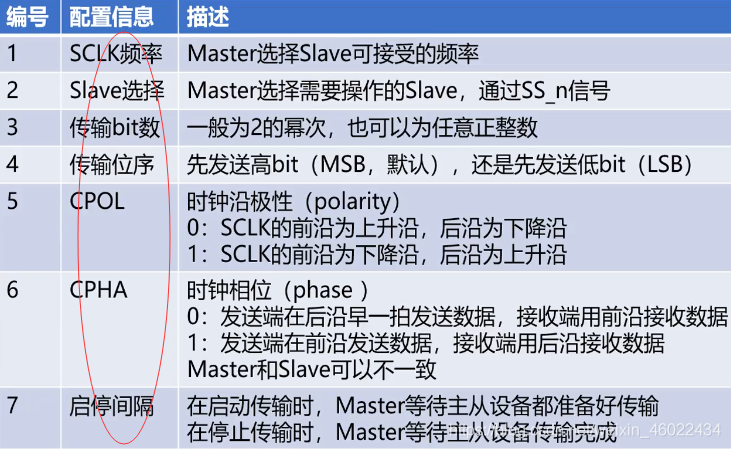 编号 配置信息 描述
1 SCLK频率 Master选择Slave可接受的频率
2 Slave选择 Master选择需要操作的Slave，通过SS_n信号
3 传输bit数 一般为2的幂次，也可以为任意正整数
4 传输位序 先发送高bit（MSB，默认），还是先发送低bit（LSB）
5 CPOL 时钟沿极性（polarity）
0：SCLK的前沿为上升沿，后沿为下降沿
1：SCLK的前沿为下降沿，后沿为上升沿
6 CPHA 时钟相位（phase ）
0：发送端在后沿早一拍发送数据，接收端用前沿接收数据
1：发送端在前沿发送数据，接收端用后沿接收数据
Master和Slave可以不一致
7 启停间隔 在启动传输时，Master等待主从设备都准备好传输
在停止传输时，Master等待主从设备传输完成
weixin_46022434